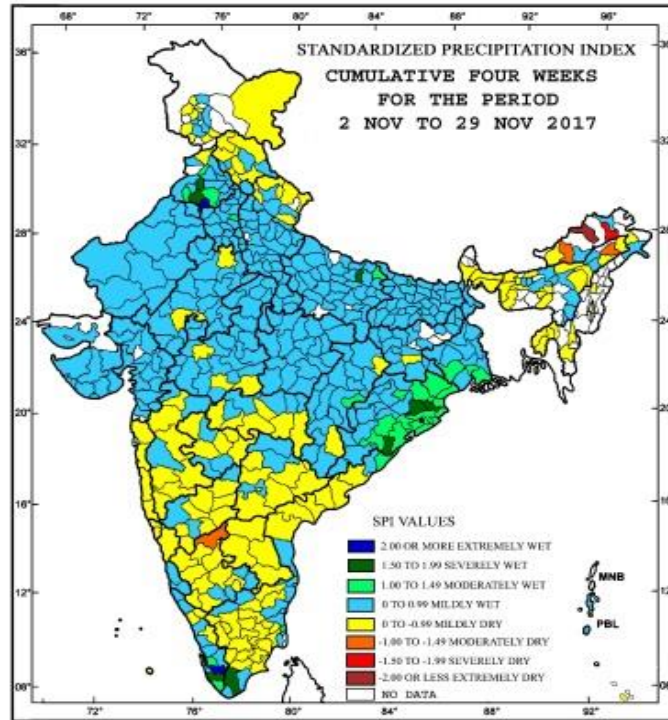 68° 72° 76° 80° 84° 88° 92° 96°
STANDARDIZED PRECIPITATION INDEX
CUMULATIVE FOUR WEEKS
FOR THE PERIOD
2 NOV TO 29 NOV 2017
36°
32°
28°
24°
20°
16°
12°
08°
SPI VALUES
2.00 OR MORE EXTREMELY WET
1.50 TO 1.99 SEVERELY WET
1.00 TO 1.49 MODERATELY WET
0 TO 0.99 MILDLY WET
0 TO -0.99 MILDLY DRY
-1.00 TO -1.49 MODERATELY DRY
-1.50 TO -1.99 SEVERELY DRY
-2.00 OR LESS EXTREMELY DRY
NO DATA
MNB
PBL
72° 76° 80° 84° 88° 92°